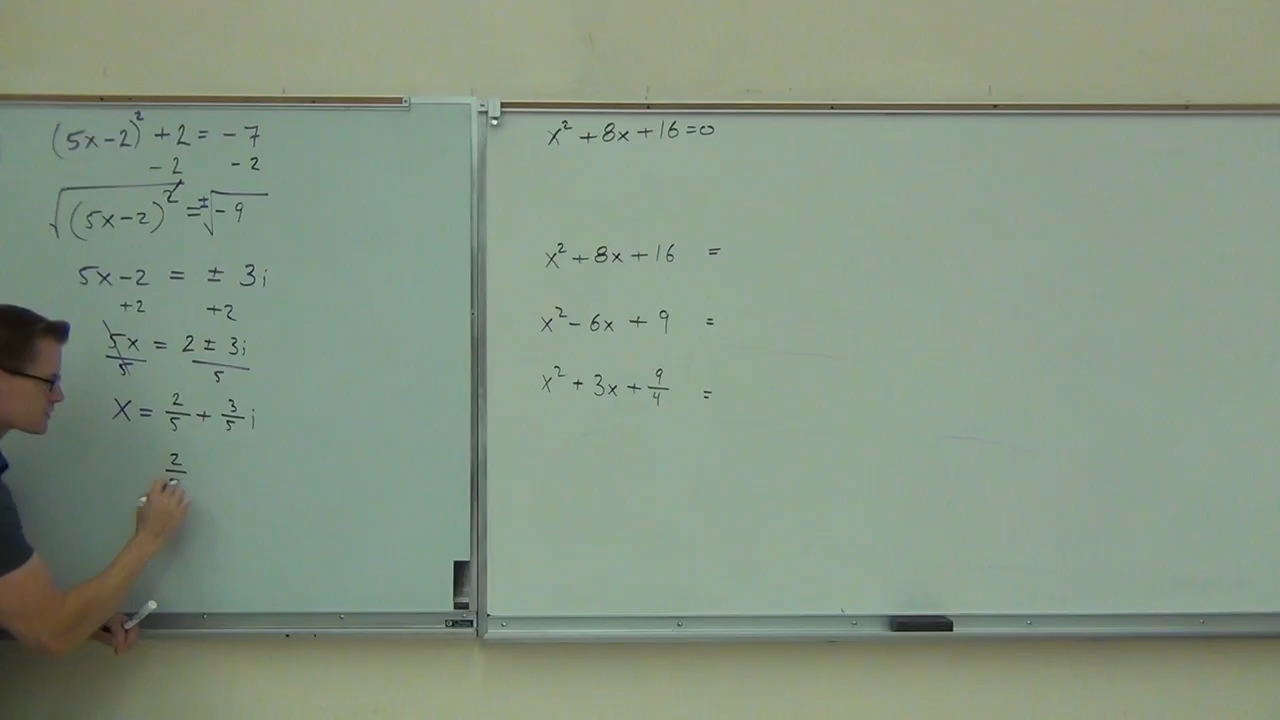 (5x-2)² + 2 = -7
-2 -2
√(5x-2)² = ±√-9
5x-2 = ± 3i
+2 +2
5x = 2 ± 3i
5 5
x = 2/5 + 3/5 i
2
x² + 8x + 16 = 0
x² + 8x + 16 =
x² - 6x + 9 =
x² + 3x + 9/4 =